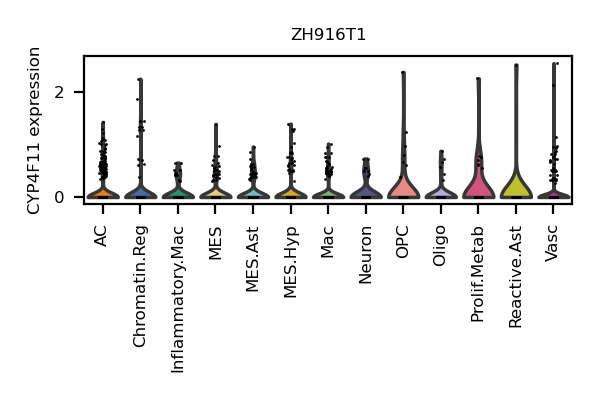 ZH916T1
CYP4F11 expression
2
0
AC
Chromatin.Reg
Inflammatory.Mac
MES
MES.Ast
MES.Hyp
Mac
Neuron
OPC
Oligo
Prolif.Metab
Reactive.Ast
Vasc